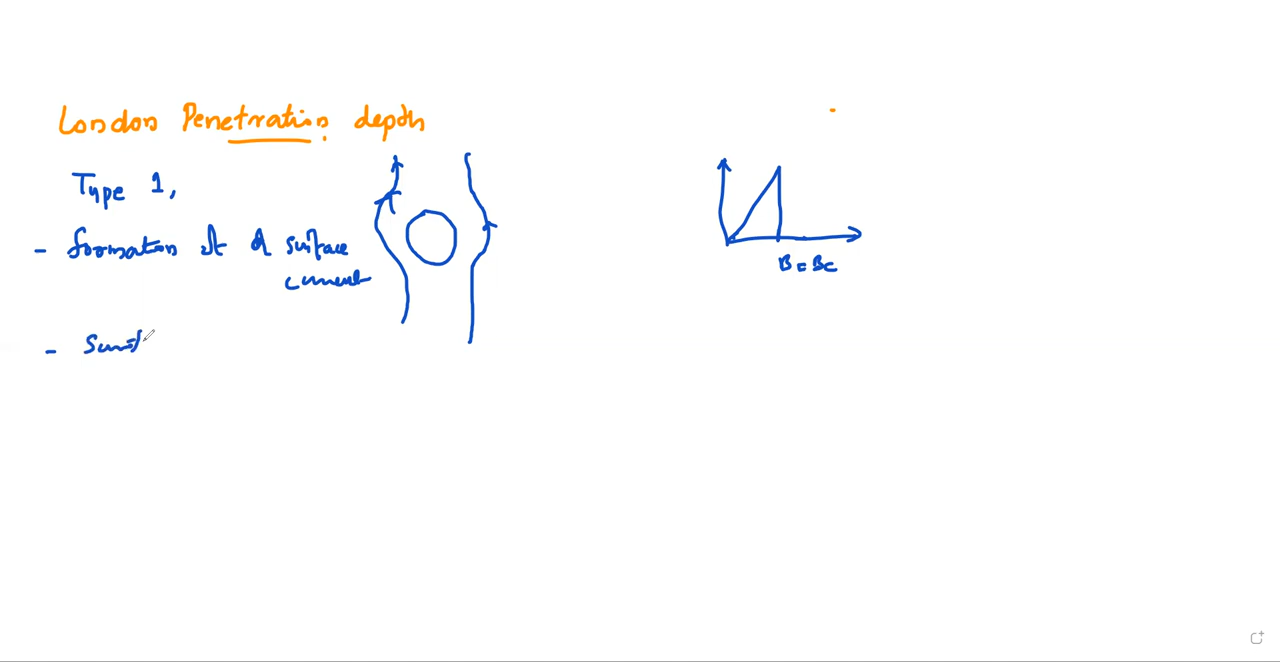 London Penetration depth
Type 1,
- formation of surface
current
B = Bc
-